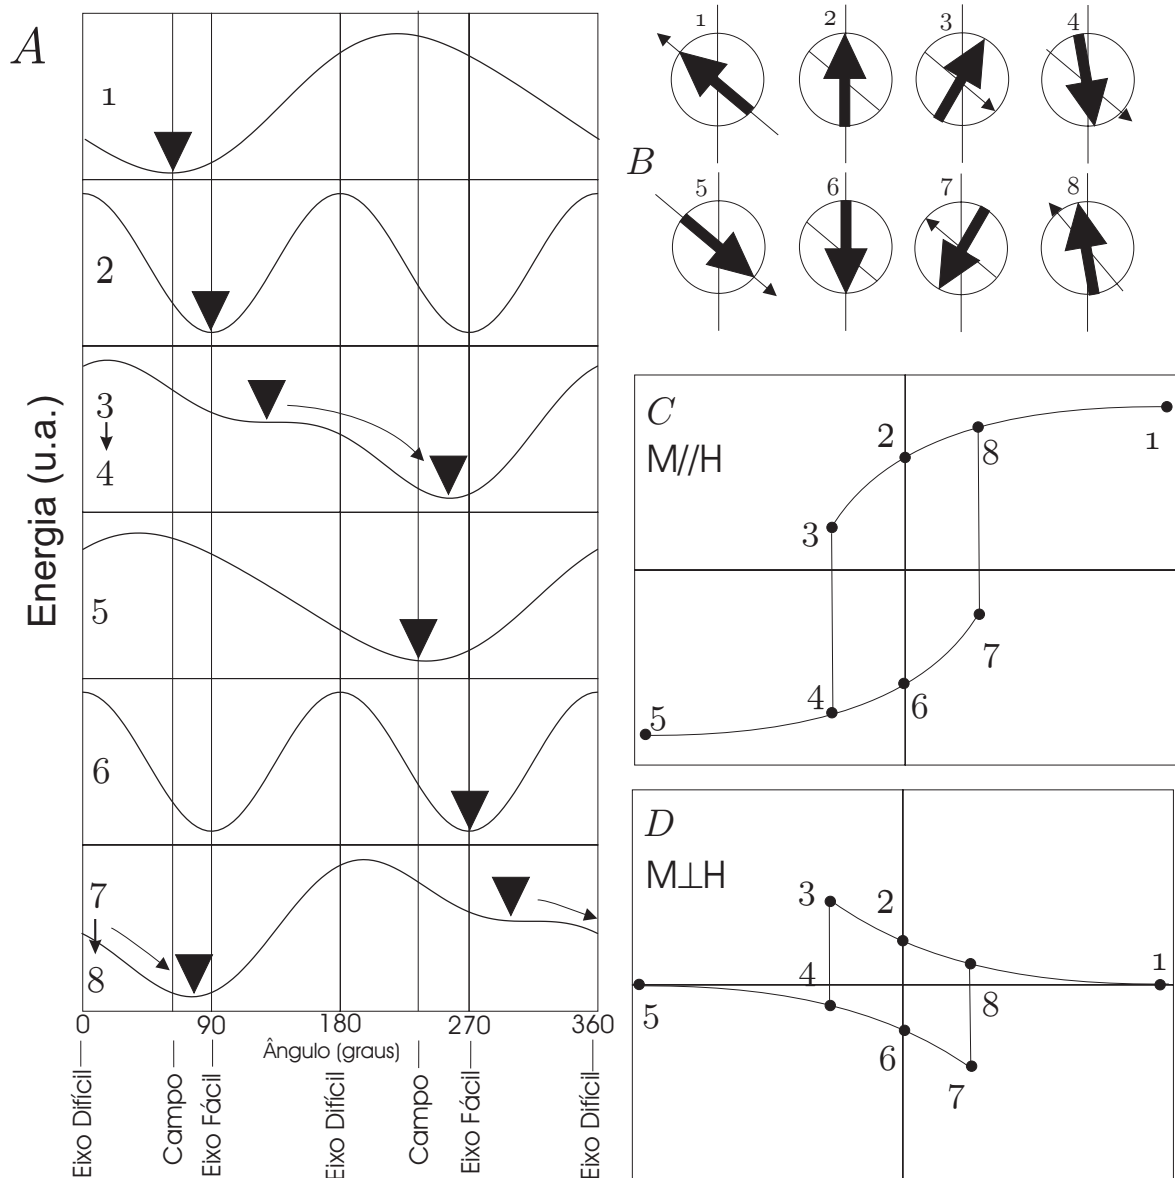 A
Energia (u.a.)
1
2
3
4
5
6
7
8
0 90 180 270 360
Ângulo (graus)
Eixo Difícil
Campo
Eixo Fácil
Eixo Difícil
Campo
Eixo Fácil
Eixo Difícil
B
1 2 3 4
5 6 7 8
C
M//H
2
8
1
3
7
4
6
5
D
M⊥H
3
2
4
1
5
8
6
7